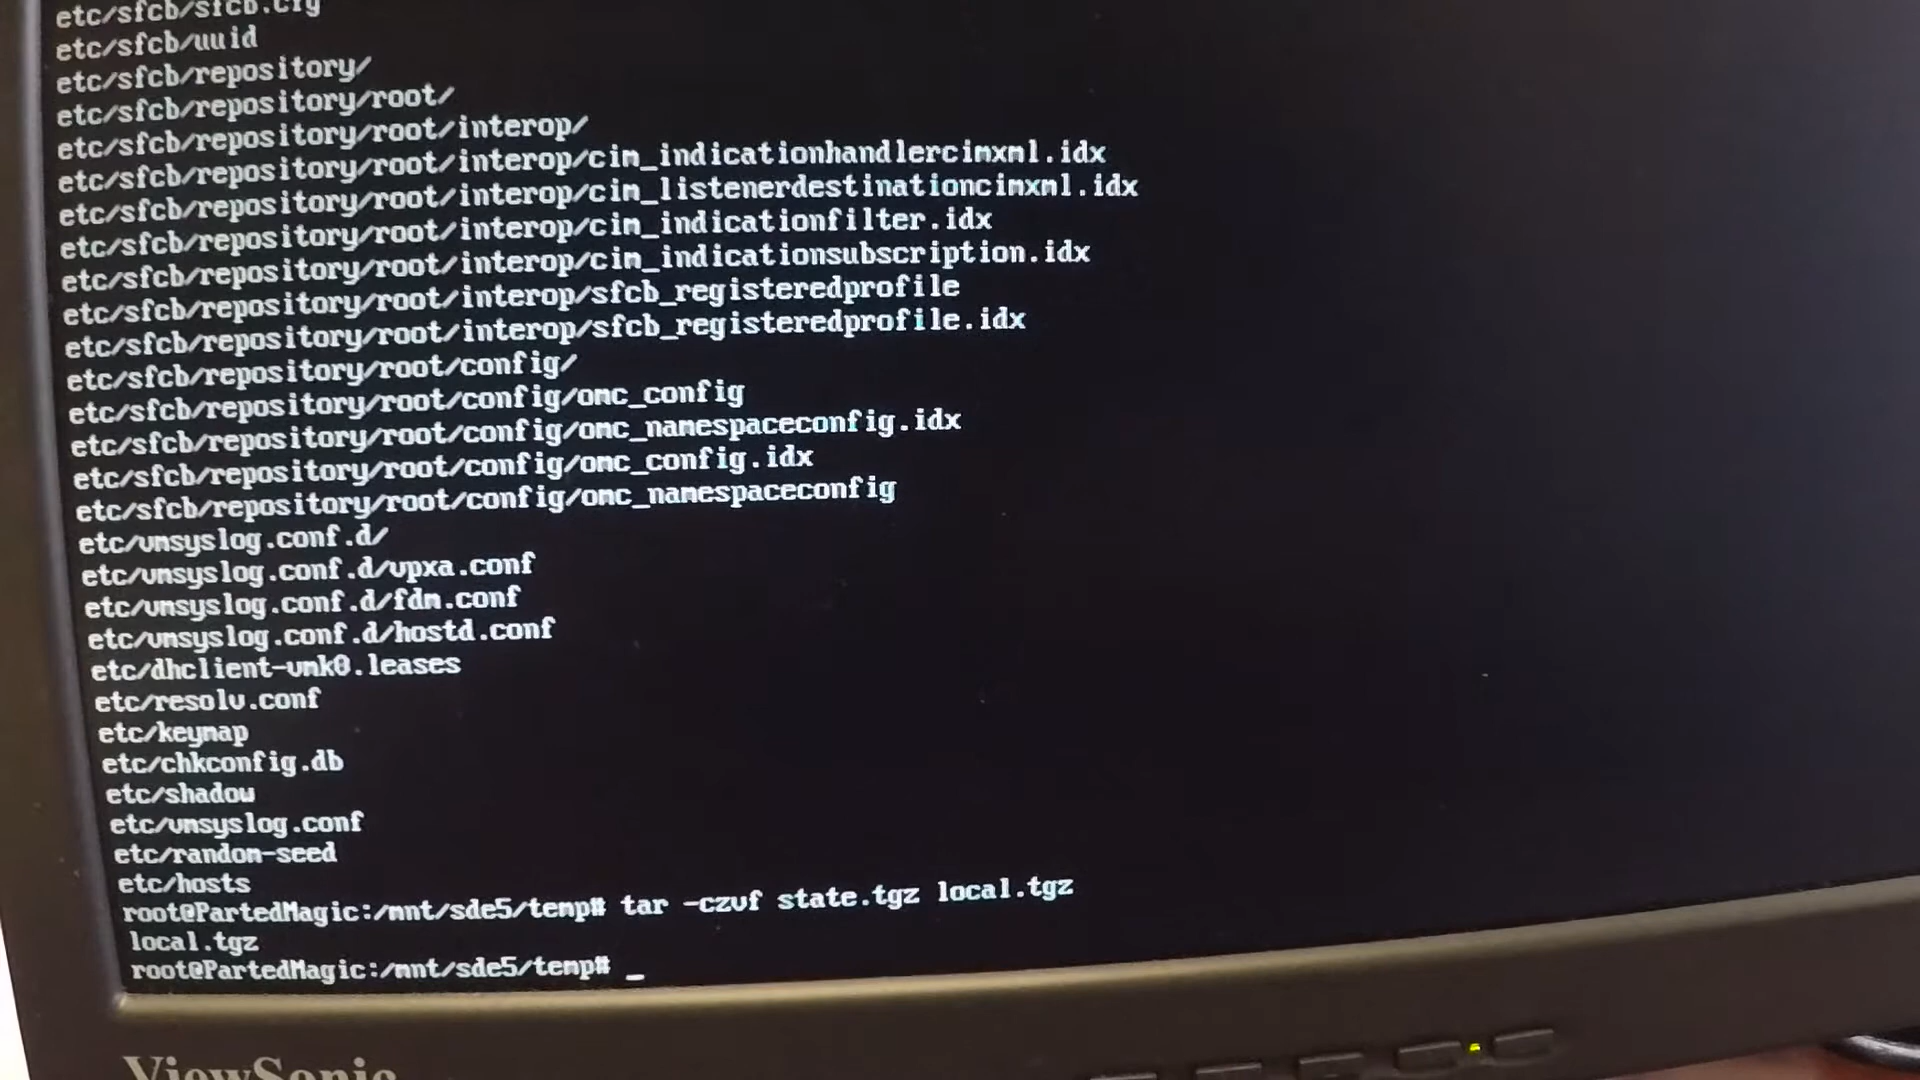 etc/sfcb/sfcb.cfg
etc/sfcb/uuid
etc/sfcb/repository/
etc/sfcb/repository/root/
etc/sfcb/repository/root/interop/
etc/sfcb/repository/root/interop/cim_indicationhandlercimxml.idx
etc/sfcb/repository/root/interop/cim_listenerdestinationcimxml.idx
etc/sfcb/repository/root/interop/cim_indicationfilter.idx
etc/sfcb/repository/root/interop/cim_indicationsubscription.idx
etc/sfcb/repository/root/interop/sfcb_registeredprofile
etc/sfcb/repository/root/interop/sfcb_registeredprofile.idx
etc/sfcb/repository/root/config/
etc/sfcb/repository/root/config/omc_config
etc/sfcb/repository/root/config/omc_namespaceconfig.idx
etc/sfcb/repository/root/config/omc_config.idx
etc/sfcb/repository/root/config/omc_namespaceconfig
etc/vmsyslog.conf.d/
etc/vmsyslog.conf.d/vpxa.conf
etc/vmsyslog.conf.d/fdm.conf
etc/vmsyslog.conf.d/hostd.conf
etc/dhclient-vmk0.leases
etc/resolv.conf
etc/keymap
etc/chkconfig.db
etc/shadow
etc/vmsyslog.conf
etc/random-seed
etc/hosts
root@PartedMagic:/mnt/sde5/temp# tar -czvf state.tgz local.tgz
local.tgz
root@PartedMagic:/mnt/sde5/temp# _
ViewSonic